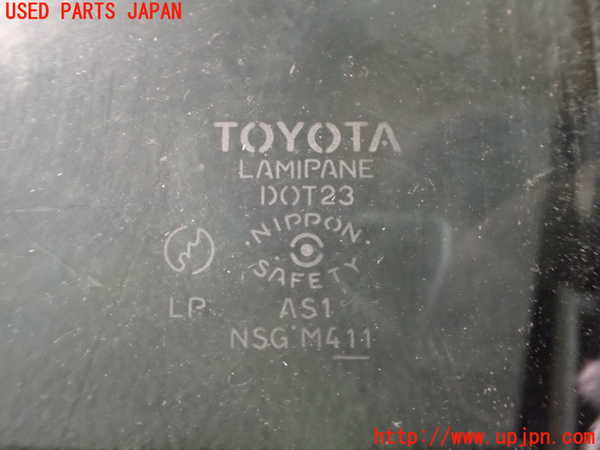 USED PARTS JAPAN
TOYOTA
LAMIPANE
DOT23
·NIPPON·
SAFETY
LP AS1
NSG M411
http://www.upjpn.com/